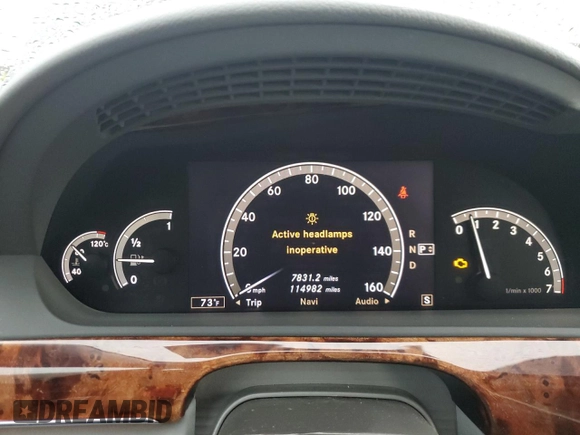 120°C
40
1
½
0
0
20
40
60
80
100
120
140
160
mph
Active headlamps
inoperative
7831.2 miles
114982 miles
73°F
Trip
Navi
Audio
R
N
D
P
S
0
1
2
3
4
5
6
7
1/min x 1000
DREAMBID